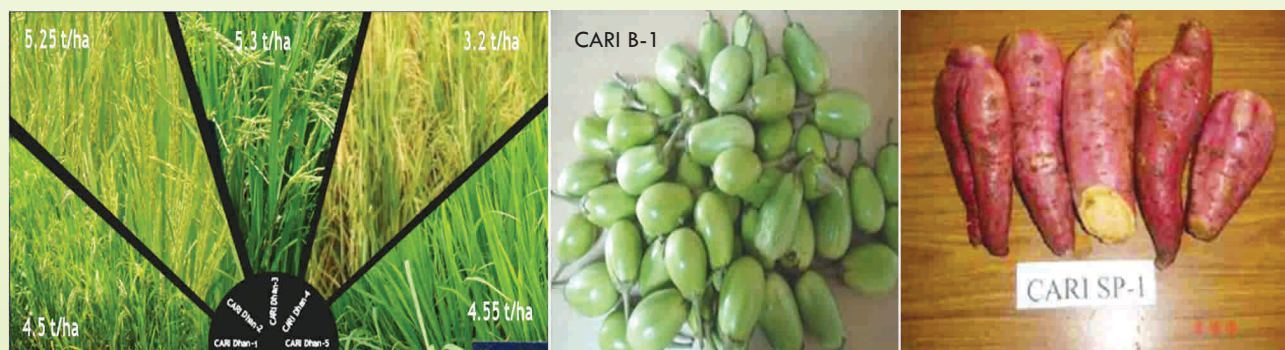 5.25 t/ha
5.3 t/ha
3.2 t/ha
4.5 t/ha
4.55 t/ha
CARI Dhan-1
CARI Dhan-2
CARI Dhan-3
CARI Dhan-4
CARI Dhan-5
CARI B-1
CARI SP-1